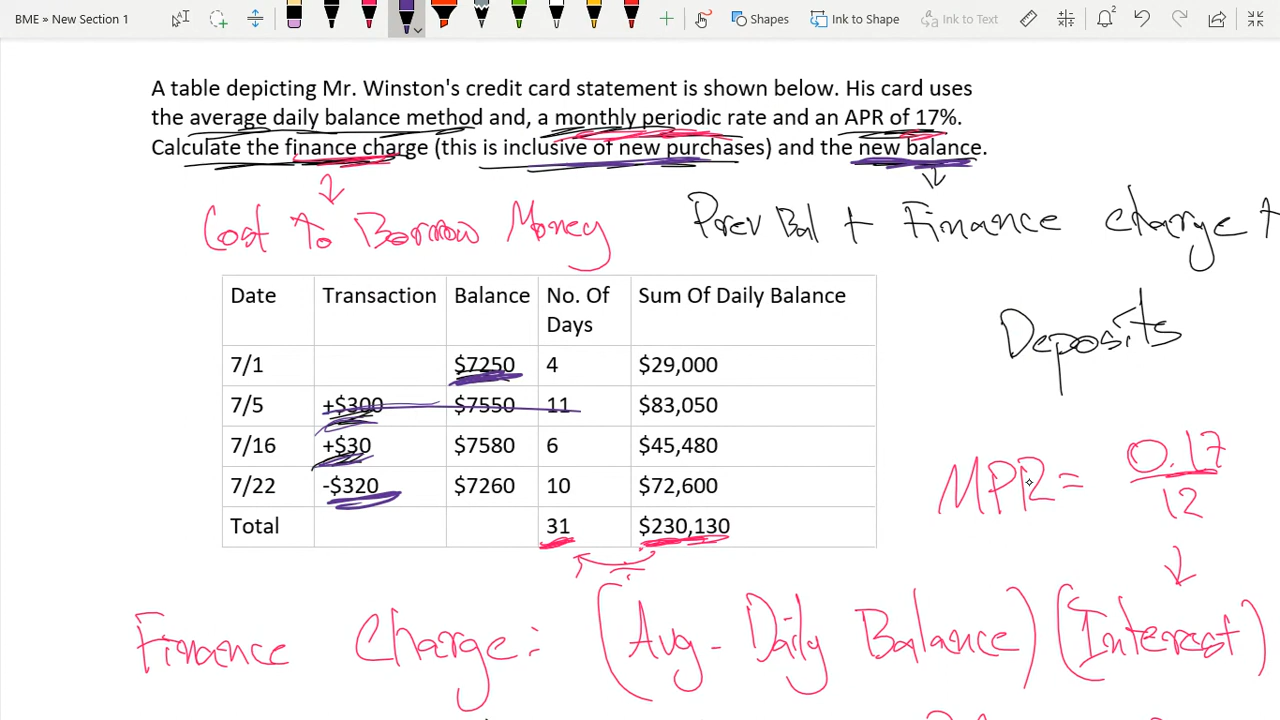 BME » New Section 1
Shapes
Ink to Shape
Ink to Text
2
A table depicting Mr. Winston's credit card statement is shown below. His card uses
the average daily balance method and, a monthly periodic rate and an APR of 17%.
Calculate the finance charge (this is inclusive of new purchases) and the new balance.
Cost To Borrow Money
Prev Bal + Finance charge +
Deposits
Date Transaction Balance No. Of Days Sum Of Daily Balance
7/1 $7250 4 $29,000
7/5 +$300 $7550 11 $83,050
7/16 +$30 $7580 6 $45,480
7/22 -$320 $7260 10 $72,600
Total 31 $230,130
÷
MPR = 0.17
12
Finance Charge: (Avg - Daily Balance) (Interest)